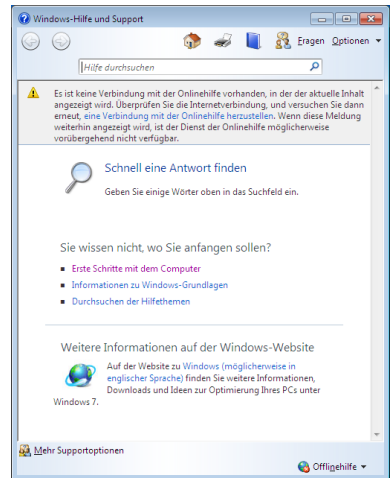 Windows-Hilfe und Support
Fragen Optionen
Hilfe durchsuchen
Es ist keine Verbindung mit der Onlinehilfe vorhanden, in der der aktuelle Inhalt
angezeigt wird. Überprüfen Sie die Internetverbindung, und versuchen Sie dann
erneut, eine Verbindung mit der Onlinehilfe herzustellen. Wenn diese Meldung
weiterhin angezeigt wird, ist der Dienst der Onlinehilfe möglicherweise
vorübergehend nicht verfügbar.
Schnell eine Antwort finden
Geben Sie einige Wörter oben in das Suchfeld ein.
Sie wissen nicht, wo Sie anfangen sollen?
Erste Schritte mit dem Computer
Informationen zu Windows-Grundlagen
Durchsuchen der Hilfethemen
Weitere Informationen auf der Windows-Website
Auf der Website zu Windows (möglicherweise in
englischer Sprache) finden Sie weitere Informationen,
Downloads und Ideen zur Optimierung Ihres PCs unter
Windows 7.
Mehr Supportoptionen
Offlinehilfe